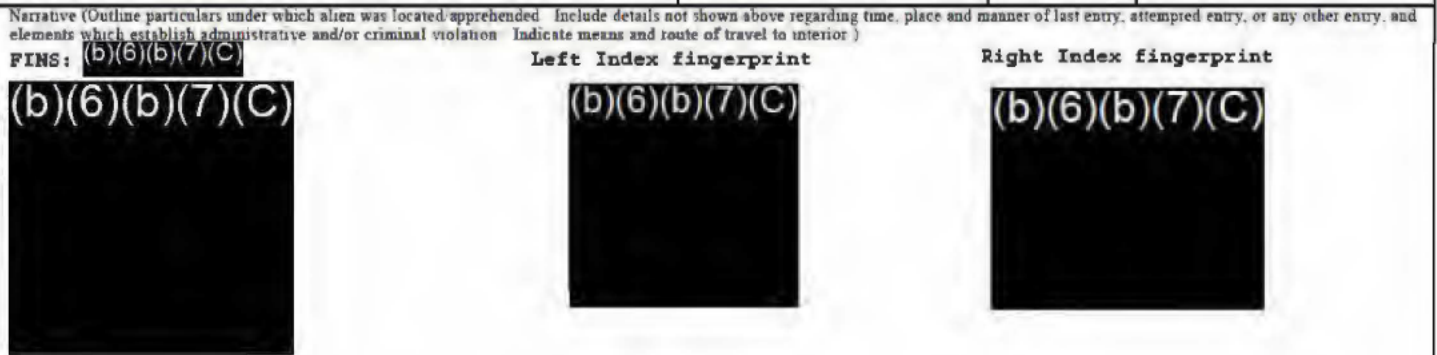 Narrative (Outline particulars under which alien was located/apprehended Include details not shown above regarding time, place and manner of last entry, attempted entry, or any other entry, and
elements which establish administrative and/or criminal violation Indicate means and route of travel to interior )
FINS: (b)(6)(b)(7)(C) Left Index fingerprint Right Index fingerprint
(b)(6)(b)(7)(C) (b)(6)(b)(7)(C) (b)(6)(b)(7)(C)